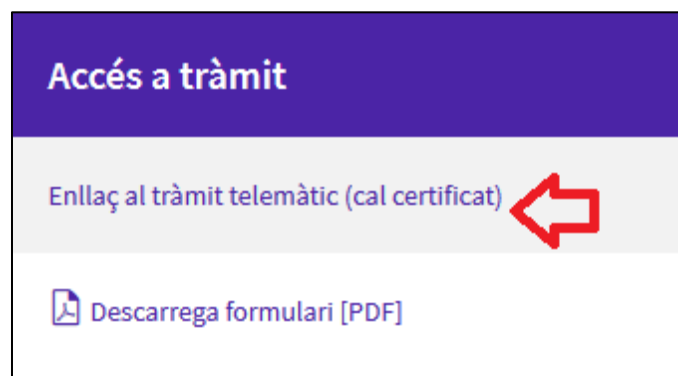 Accés a tràmit
Enllaç al tràmit telemàtic (cal certificat)
Descarrega formulari [PDF]